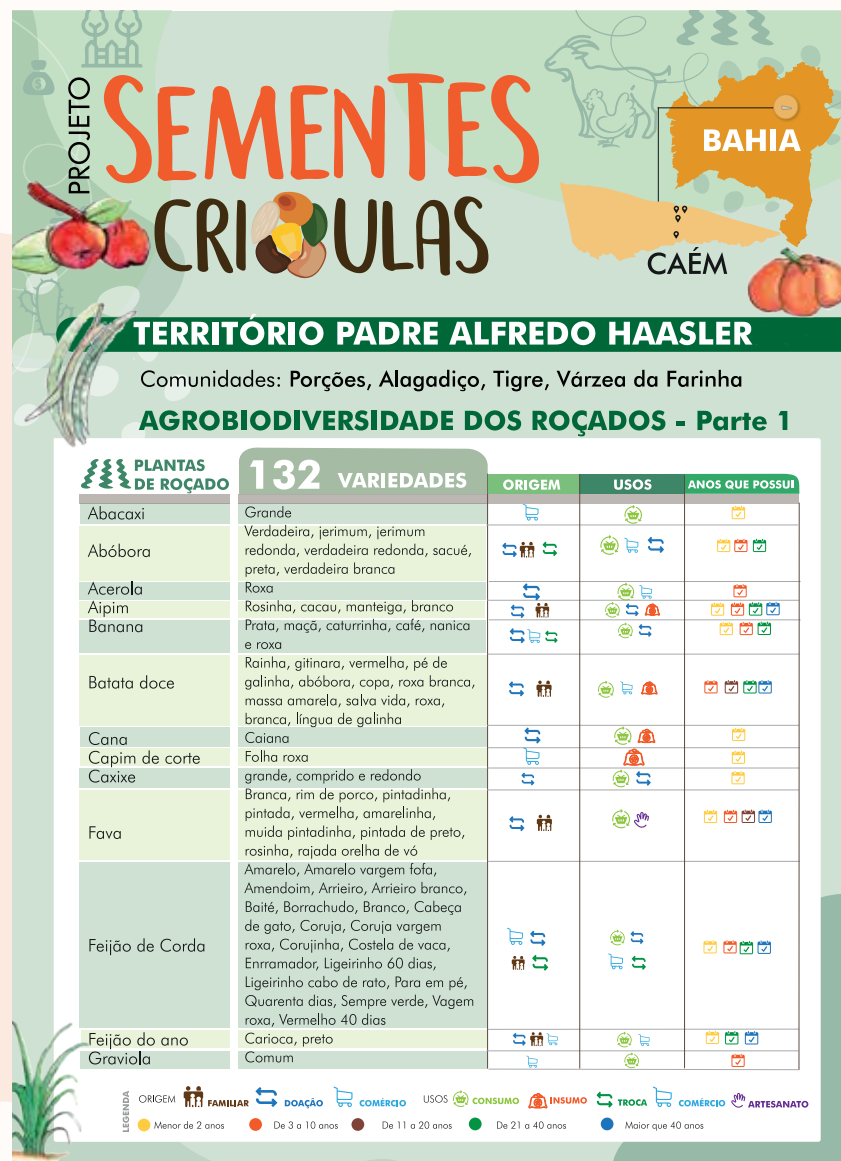 PROJETO
SEMENTES
CRIOULAS
BAHIA
CAÉM
TERRITÓRIO PADRE ALFREDO HAASLER
Comunidades: Porções, Alagadiço, Tigre, Várzea da Farinha
AGROBIODIVERSIDADE DOS ROÇADOS - Parte 1
PLANTAS
DE ROÇADO
132 VARIEDADES
ORIGEM
USOS
ANOS QUE POSSUI
Abacaxi
Grande
Abóbora
Verdadeira, jerimum, jerimum
redonda, verdadeira redonda, sacué,
preta, verdadeira branca
Acerola
Roxa
Aipim
Rosinha, cacau, manteiga, branco
Banana
Prata, maçã, caturrinha, café, nanica
e roxa
Batata doce
Rainha, gitinara, vermelha, pé de
galinha, abóbora, copa, roxa branca,
massa amarela, salva vida, roxa,
branca, língua de galinha
Cana
Caiana
Capim de corte
Folha roxa
Caxixe
grande, comprido e redondo
Fava
Branca, rim de porco, pintadinha,
pintada, vermelha, amarelinha,
muida pintadinha, pintada de preto,
rosinha, rajada orelha de vó
Feijão de Corda
Amarelo, Amarelo vargem fofa,
Amendoim, Arrieiro, Arrieiro branco,
Baité, Borrachudo, Branco, Cabeça
de gato, Coruja, Coruja vargem
roxa, Corujinha, Costela de vaca,
Enrramador, Ligeirinho 60 dias,
Ligeirinho cabo de rato, Para em pé,
Quarenta dias, Sempre verde, Vagem
roxa, Vermelho 40 dias
Feijão do ano
Carioca, preto
Graviola
Comum
LEGENDA
ORIGEM FAMILIAR DOAÇÃO COMÉRCIO USOS CONSUMO INSUMO TROCA COMÉRCIO ARTESANATO
Menor de 2 anos De 3 a 10 anos De 11 a 20 anos De 21 a 40 anos Maior que 40 anos